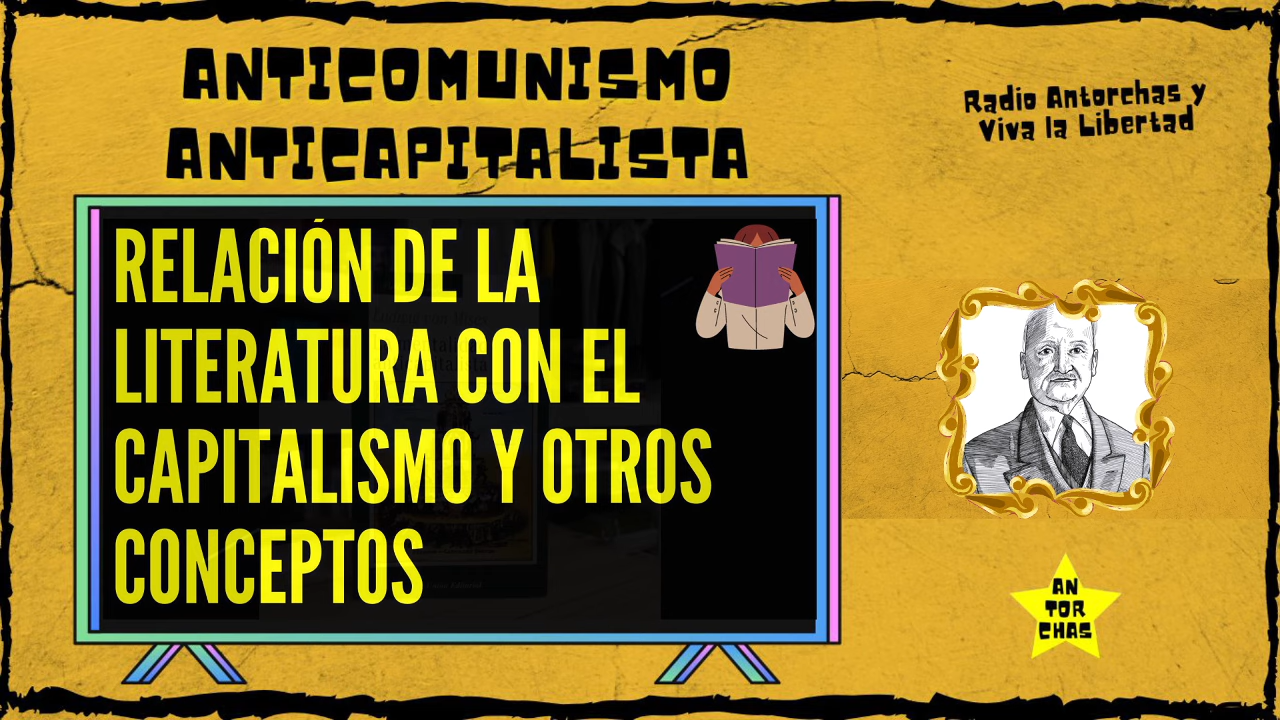 ANTICOMUNISMO
ANTICAPITALISTA
Radio Antorchas y
Viva la Libertad
RELACIÓN DE LA
LITERATURA CON EL
CAPITALISMO Y OTROS
CONCEPTOS
AN
TOR
CHAS